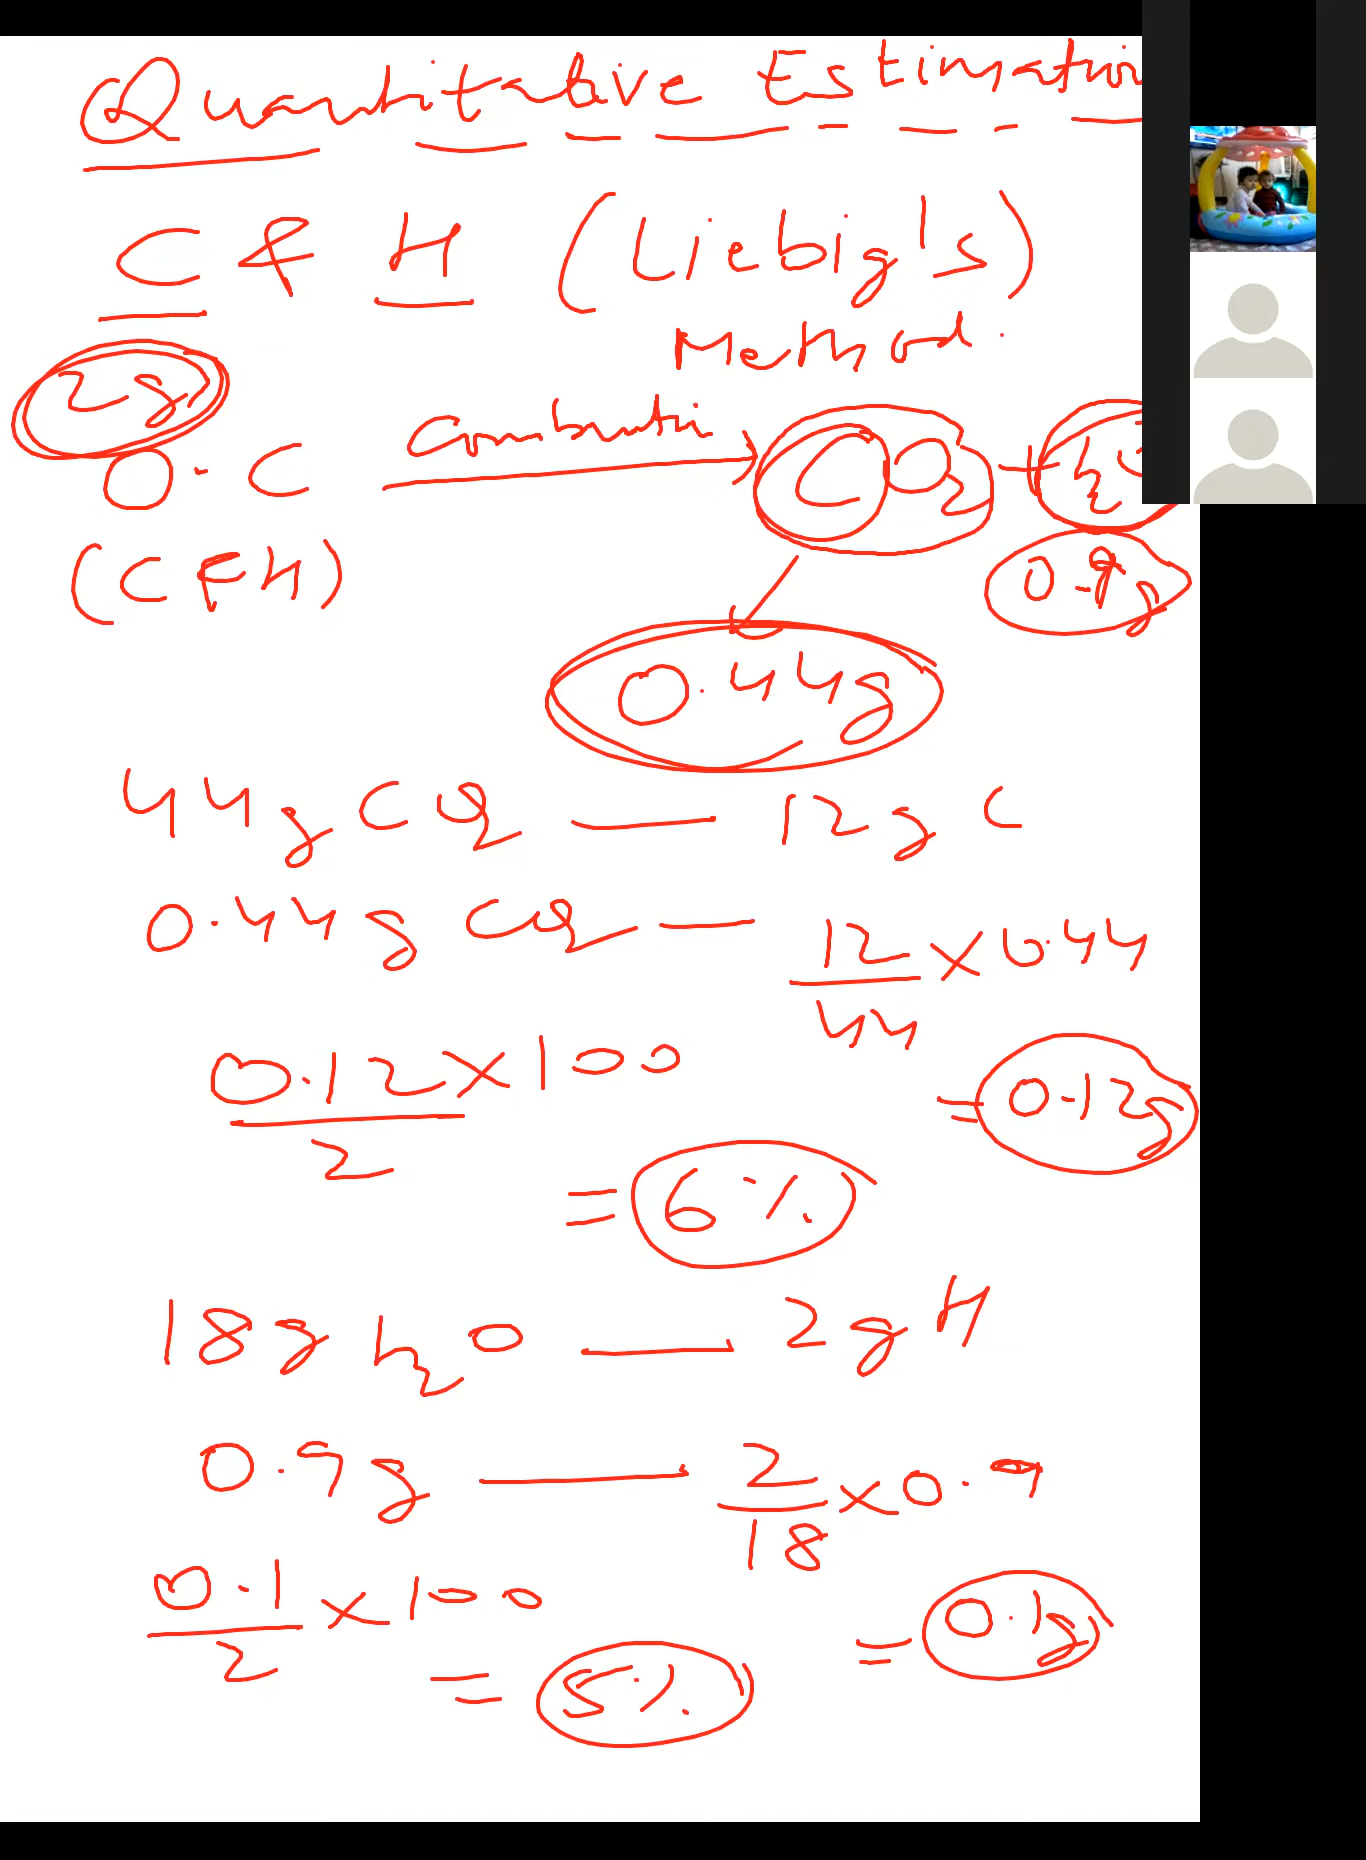 Quantitative Estimation
C & H (Liebig's)
Method.
2g
O.C Combusti CO2 + h2
(C & H) 0.9g
0.44g
44g CO2 — 12g C
0.44g CO2 — 12/44 × 0.44
0.12 × 100 / 2 = 0.12g
= 6%
18g h2O — 2g H
0.9g — 2/18 × 0.9
0.1/2 × 100 = 0.1g
= 5%